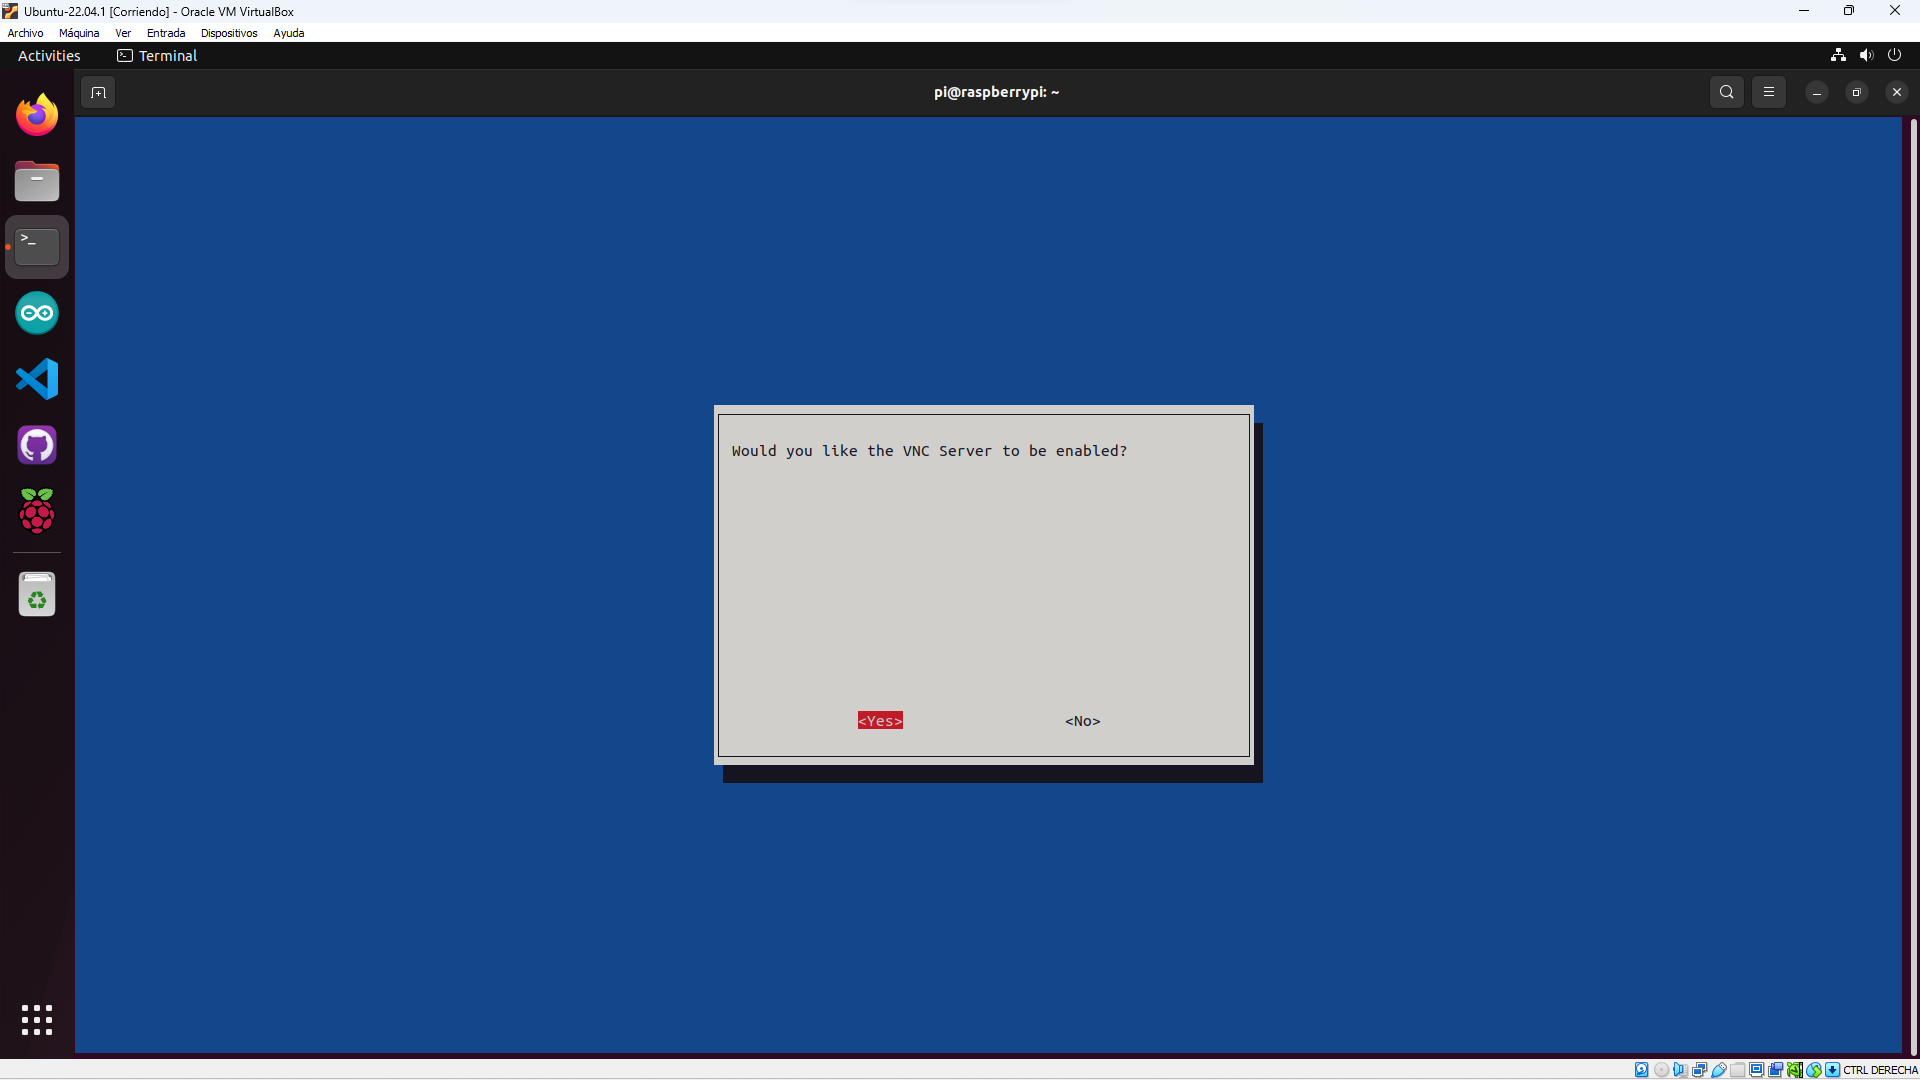 Ubuntu-22.04.1 [Corriendo] - Oracle VM VirtualBox
Archivo Máquina Ver Entrada Dispositivos Ayuda
Activities Terminal
pi@raspberrypi: ~
>_
Would you like the VNC Server to be enabled?
<Yes> <No>
CTRL DERECHA